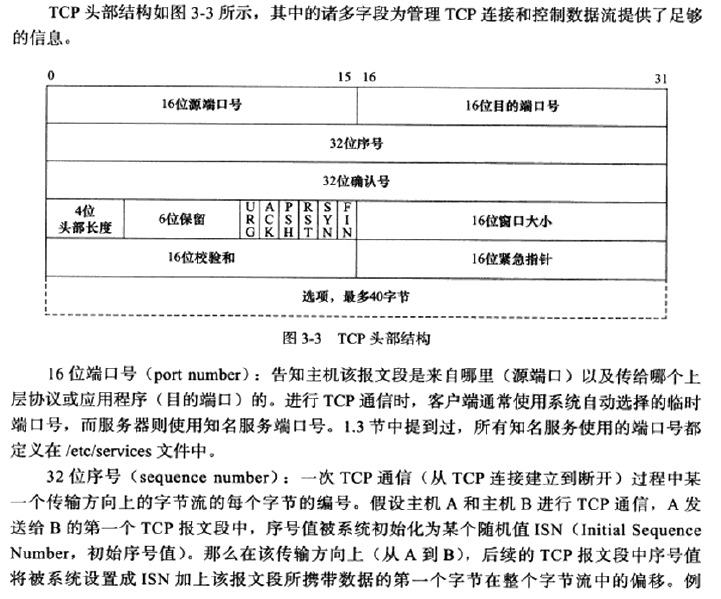 TCP 头部结构如图 3-3 所示，其中的诸多字段为管理 TCP 连接和控制数据流提供了足够
的信息。
0 15 16 31
16位源端口号 16位目的端口号
32位序号
32位确认号
4位头部长度 6位保留 URG ACK PSH RST SYN FIN 16位窗口大小
16位校验和 16位紧急指针
选项，最多40字节
图 3-3 TCP 头部结构
16 位端口号（port number）：告知主机该报文段是来自哪里（源端口）以及传给哪个上
层协议或应用程序（目的端口）的。进行 TCP 通信时，客户端通常使用系统自动选择的临时
端口号，而服务器则使用知名服务端口号。1.3 节中提到过，所有知名服务使用的端口号都
定义在 /etc/services 文件中。
32 位序号（sequence number）：一次 TCP 通信（从 TCP 连接建立到断开）过程中某
一个传输方向上的字节流的每个字节的编号。假设主机 A 和主机 B 进行 TCP 通信，A 发
送给 B 的第一个 TCP 报文段中，序号值被系统初始化为某个随机值 ISN（Initial Sequence
Number，初始序号值）。那么在该传输方向上（从 A 到 B），后续的 TCP 报文段中序号值
将被系统设置成 ISN 加上该报文段所携带数据的第一个字节在整个字节流中的偏移。例